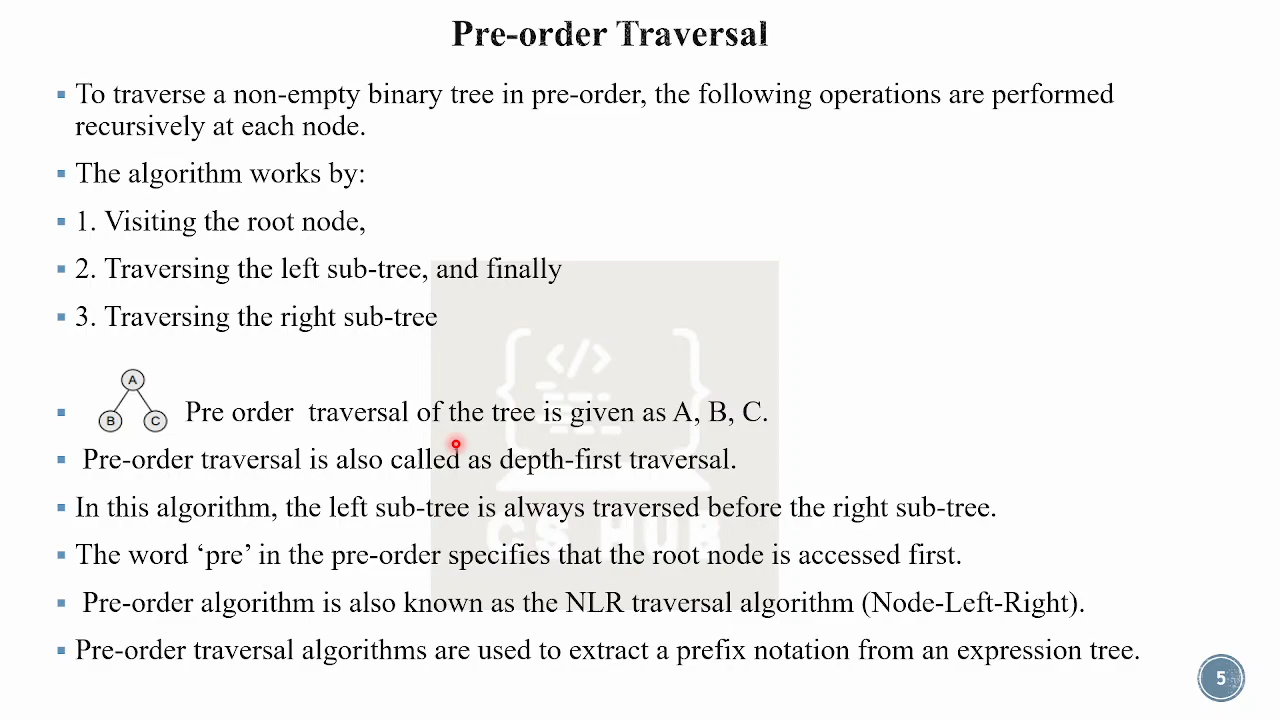 Pre-order Traversal
▪ To traverse a non-empty binary tree in pre-order, the following operations are performed
recursively at each node.
▪ The algorithm works by:
▪ 1. Visiting the root node,
▪ 2. Traversing the left sub-tree, and finally
▪ 3. Traversing the right sub-tree
A
B C
▪ Pre order traversal of the tree is given as A, B, C.
▪ Pre-order traversal is also called as depth-first traversal.
▪ In this algorithm, the left sub-tree is always traversed before the right sub-tree.
CS HUB
▪ The word ‘pre’ in the pre-order specifies that the root node is accessed first.
▪ Pre-order algorithm is also known as the NLR traversal algorithm (Node-Left-Right).
▪ Pre-order traversal algorithms are used to extract a prefix notation from an expression tree.
5